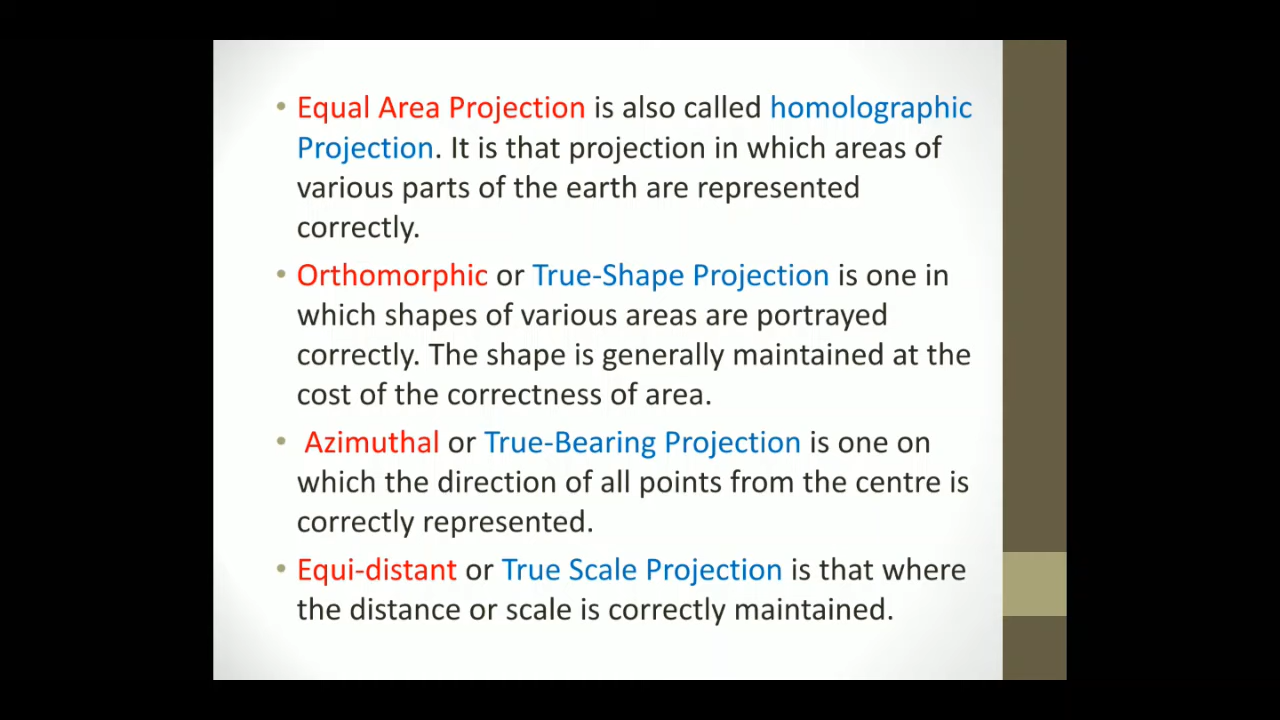 • Equal Area Projection is also called homolographic
Projection. It is that projection in which areas of
various parts of the earth are represented
correctly.
• Orthomorphic or True-Shape Projection is one in
which shapes of various areas are portrayed
correctly. The shape is generally maintained at the
cost of the correctness of area.
• Azimuthal or True-Bearing Projection is one on
which the direction of all points from the centre is
correctly represented.
• Equi-distant or True Scale Projection is that where
the distance or scale is correctly maintained.